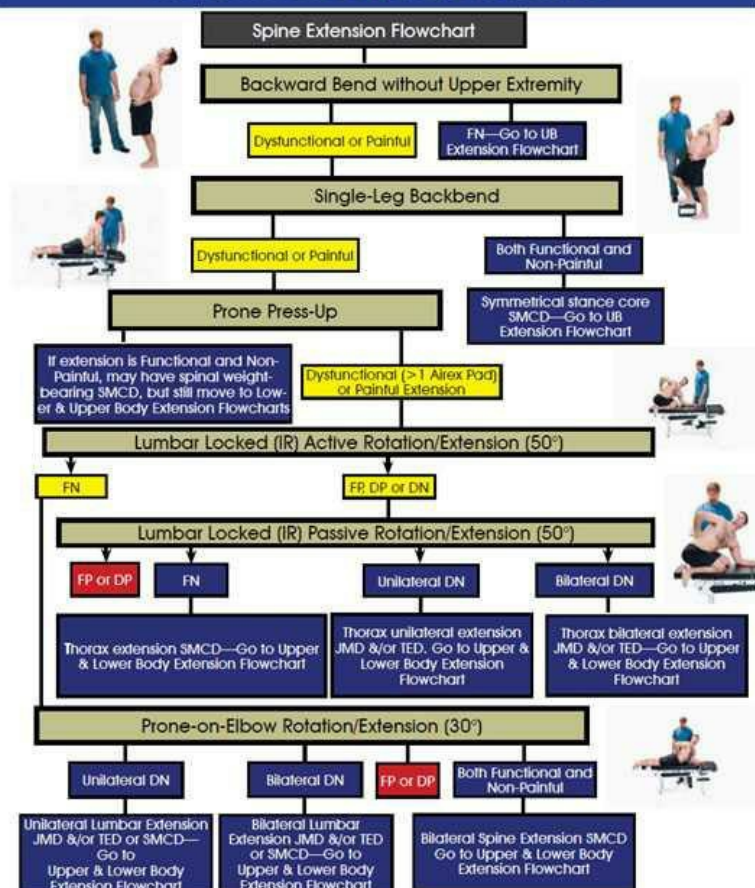 Spine Extension Flowchart
Backward Bend without Upper Extremity
Dysfunctional or Painful
FN—Go to UB
Extension Flowchart
Single-Leg Backbend
Dysfunctional or Painful
Both Functional and
Non-Painful
Prone Press-Up
Symmetrical stance core
SMCD—Go to UB
Extension Flowchart
If extension is Functional and Non-
Painful, may have spinal weight-
bearing SMCD, but still move to Low-
er & Upper Body Extension Flowcharts
Dysfunctional (>1 Airex Pad)
or Painful Extension
Lumbar Locked (IR) Active Rotation/Extension (50°)
FN
FP, DP or DN
Lumbar Locked (IR) Passive Rotation/Extension (50°)
FP or DP
FN
Unilateral DN
Bilateral DN
Thorax extension SMCD—Go to Upper
& Lower Body Extension Flowchart
Thorax unilateral extension
JMD &/or TED. Go to Upper &
Lower Body Extension
Flowchart
Thorax bilateral extension
JMD &/or TED—Go to Upper
& Lower Body Extension
Flowchart
Prone-on-Elbow Rotation/Extension (30°)
Unilateral DN
Bilateral DN
FP or DP
Both Functional and
Non-Painful
Unilateral Lumbar Extension
JMD &/or TED or SMCD—
Go to
Upper & Lower Body
Extension Flowchart
Bilateral Lumbar
Extension JMD &/or TED
or SMCD—Go to
Upper & Lower Body
Extension Flowchart
Bilateral Spine Extension SMCD
Go to Upper & Lower Body
Extension Flowchart